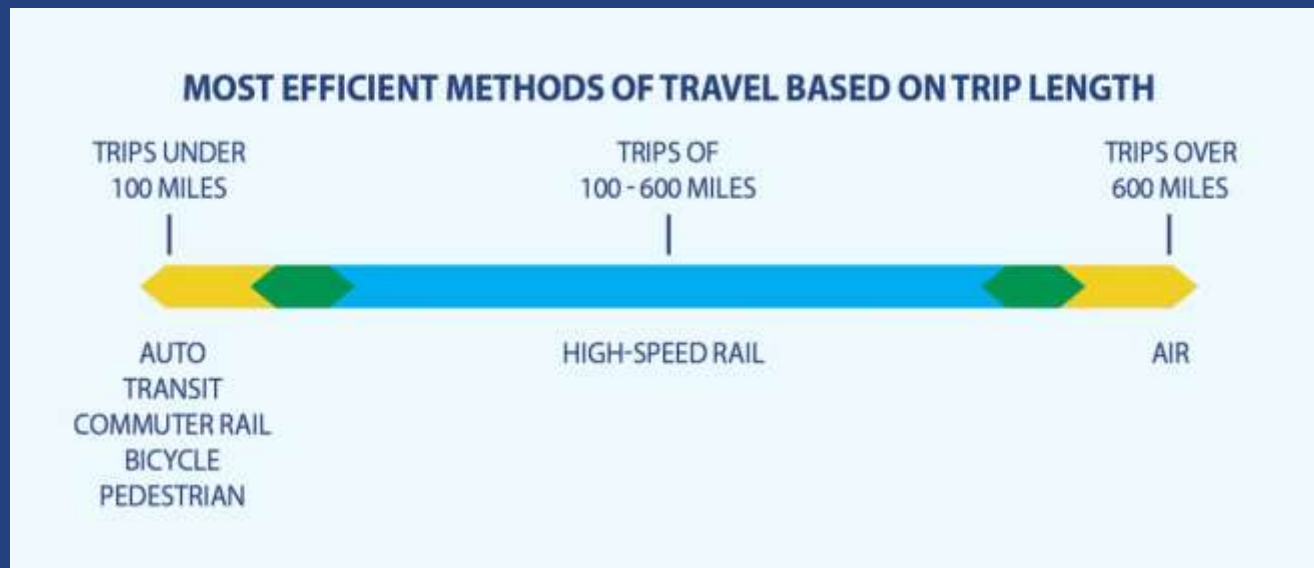 MOST EFFICIENT METHODS OF TRAVEL BASED ON TRIP LENGTH
TRIPS UNDER
100 MILES
TRIPS OF
100 - 600 MILES
TRIPS OVER
600 MILES
AUTO
TRANSIT
COMMUTER RAIL
BICYCLE
PEDESTRIAN
HIGH-SPEED RAIL
AIR